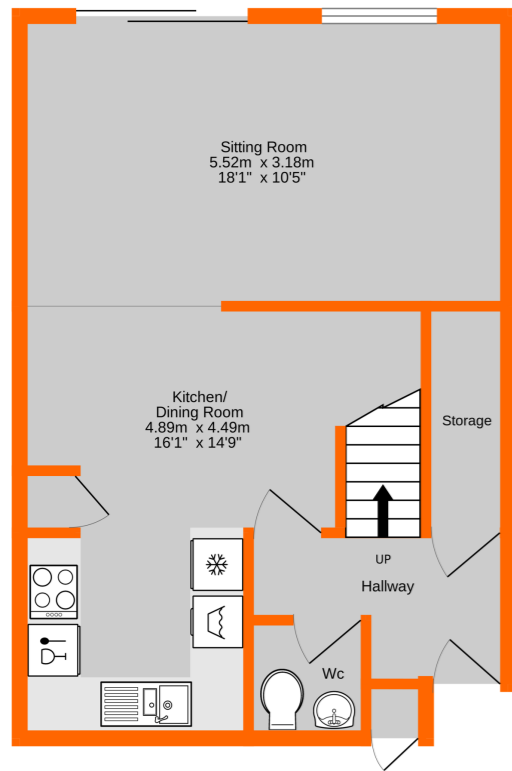 Sitting Room
5.52m x 3.18m
18'1" x 10'5"
Kitchen/
Dining Room
4.89m x 4.49m
16'1" x 14'9"
Storage
UP
Hallway
Wc